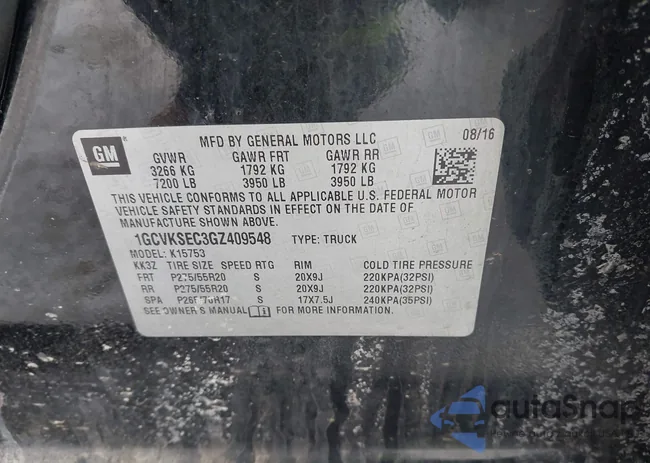 GM
MFD BY GENERAL MOTORS LLC 08/16
GVWR GAWR FRT GAWR RR
3266 KG 1792 KG 1792 KG
7200 LB 3950 LB 3950 LB
THIS VEHICLE CONFORMS TO ALL APPLICABLE U.S. FEDERAL MOTOR
VEHICLE SAFETY STANDARDS IN EFFECT ON THE DATE OF
MANUFACTURE SHOWN ABOVE.
1GCVKSEC3GZ409548 TYPE: TRUCK
MODEL: K15753
KK3Z TIRE SIZE SPEED RTG RIM COLD TIRE PRESSURE
FRT P275/55R20 S 20X9J 220KPA(32PSI)
RR P275/55R20 S 20X9J 220KPA(32PSI)
SPA S 17X7.5J 240KPA(35PSI)
SEE OWNER'S MANUAL FOR MORE INFORMATION.
autoSnap